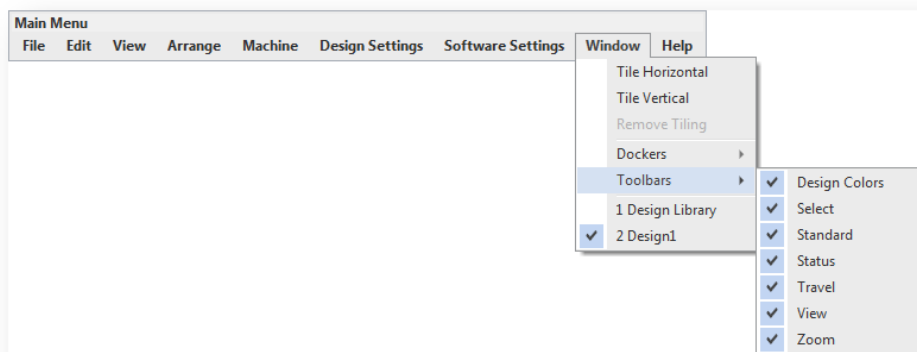 Main Menu
File Edit View Arrange Machine Design Settings Software Settings Window Help
Tile Horizontal
Tile Vertical
Remove Tiling
Dockers
Toolbars
1 Design Library
2 Design1
Design Colors
Select
Standard
Status
Travel
View
Zoom